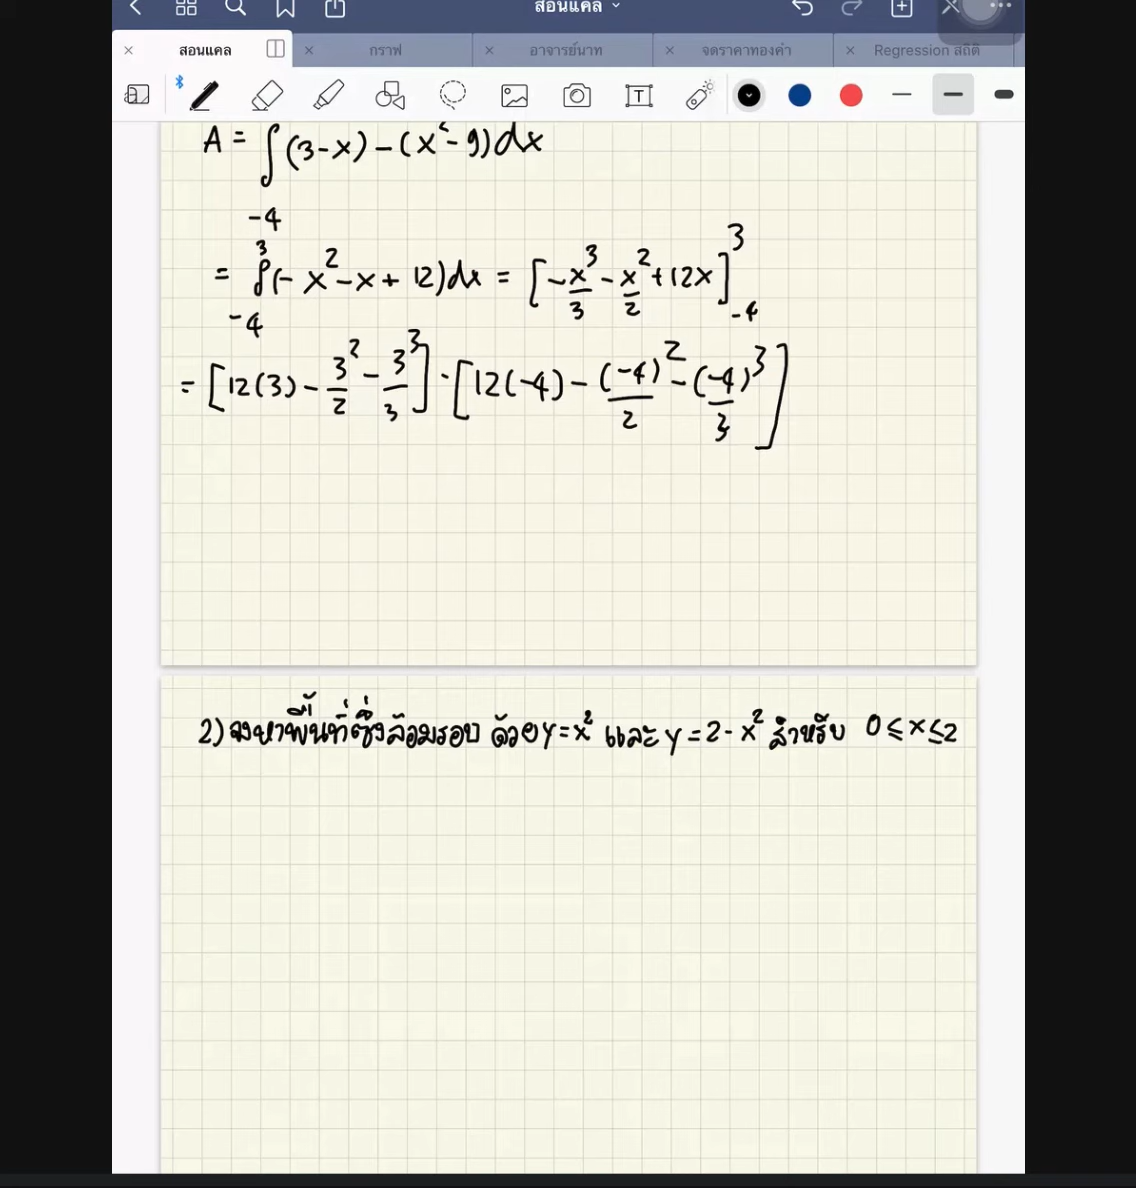 สอนแคล
สอนแคล กราฟ อาจารย์นาท จดราคาทองคำ Regression สถิติ
A = ∫ (3-x) - (x² - 9) dx
-4
= ∫₋₄³ (-x² - x + 12) dx = [-x³/3 - x²/2 + 12x]₋₄³
= [12(3) - 3²/2 - 3³/3] - [12(-4) - (-4)²/2 - (-4)³/3]
2) จงหาพื้นที่ซึ่งล้อมรอบ ด้วย y = x² และ y = 2 - x² สำหรับ 0 ≤ x ≤ 2